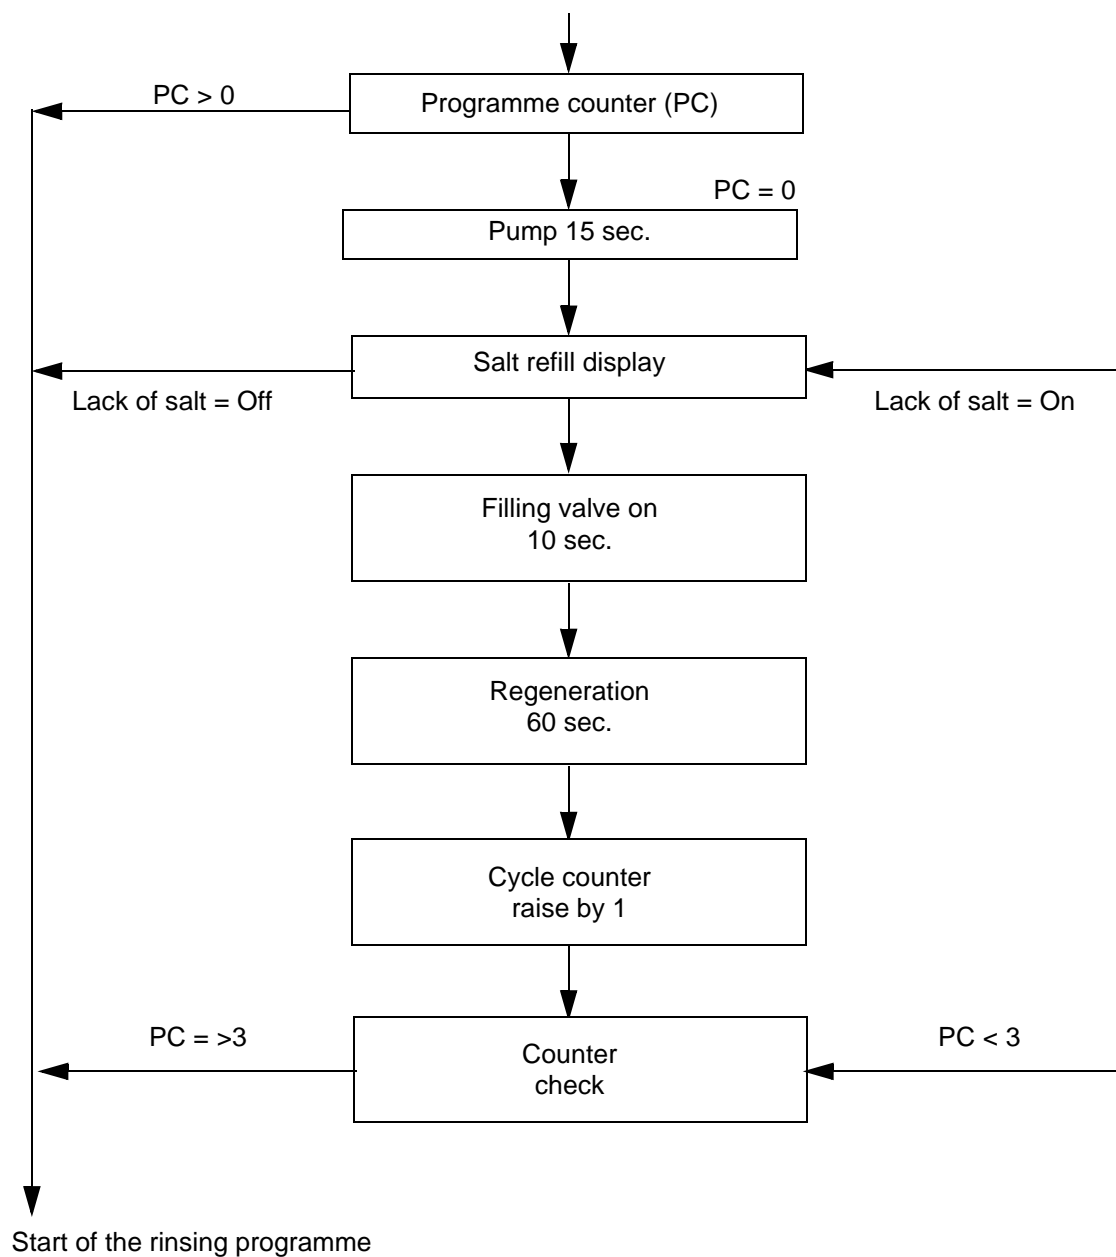 PC > 0
Programme counter (PC)
PC = 0
Pump 15 sec.
Salt refill display
Lack of salt = Off
Lack of salt = On
Filling valve on
10 sec.
Regeneration
60 sec.
Cycle counter
raise by 1
PC = >3
Counter
check
PC < 3
Start of the rinsing programme